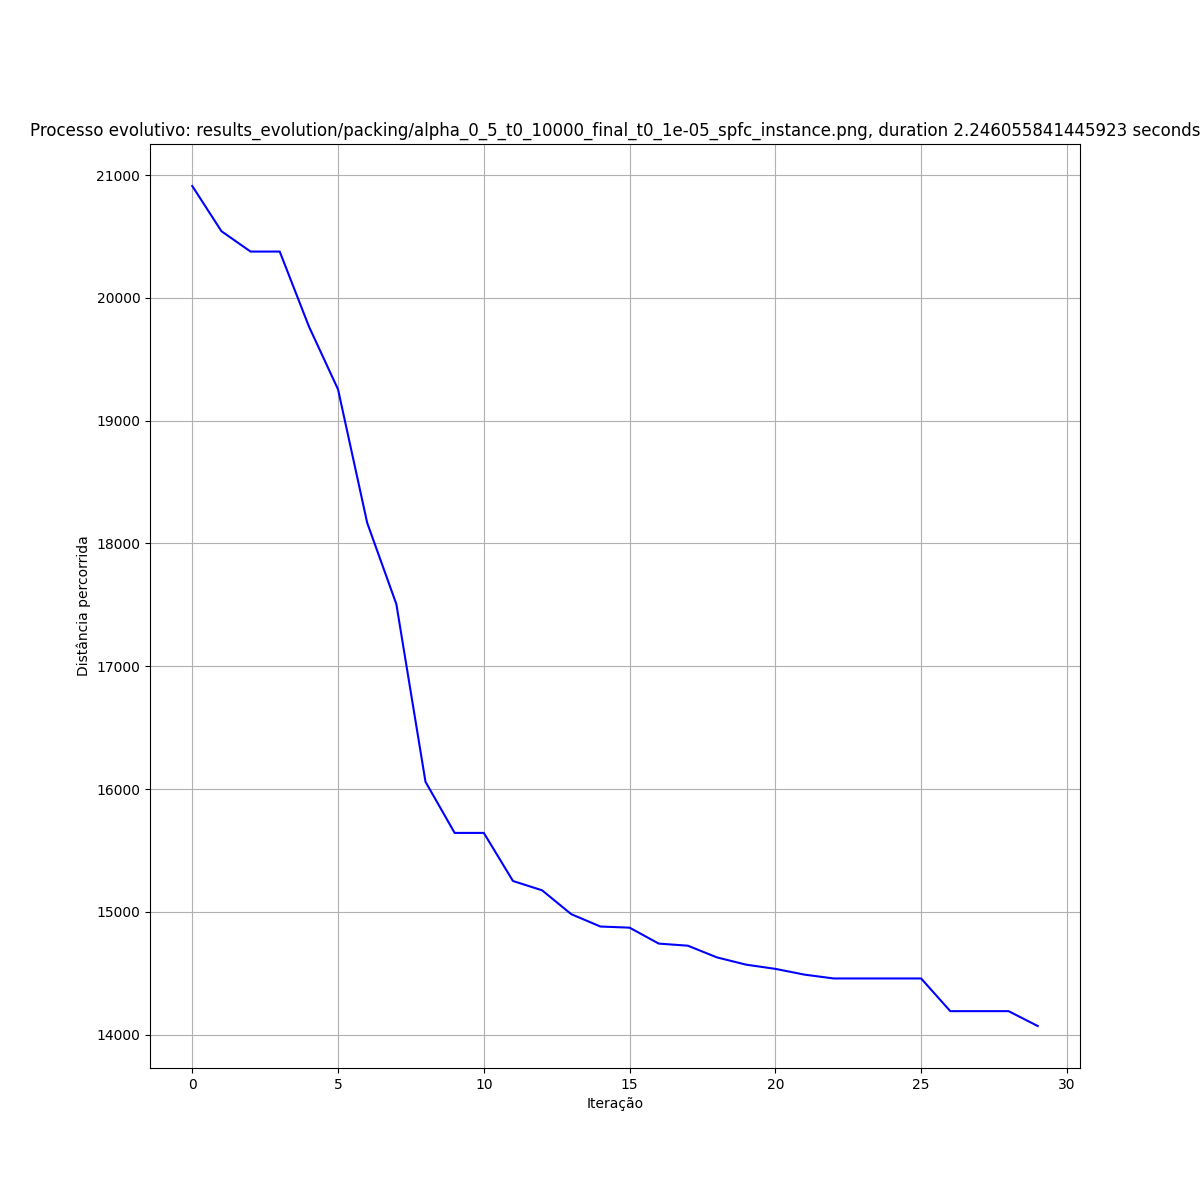 Processo evolutivo: results_evolution/packing/alpha_0_5_t0_10000_final_t0_1e-05_spfc_instance.png, duration 2.246055841445923 seconds
21000
20000
19000
18000
17000
16000
15000
14000
Distância percorrida
0 5 10 15 20 25 30
Iteração